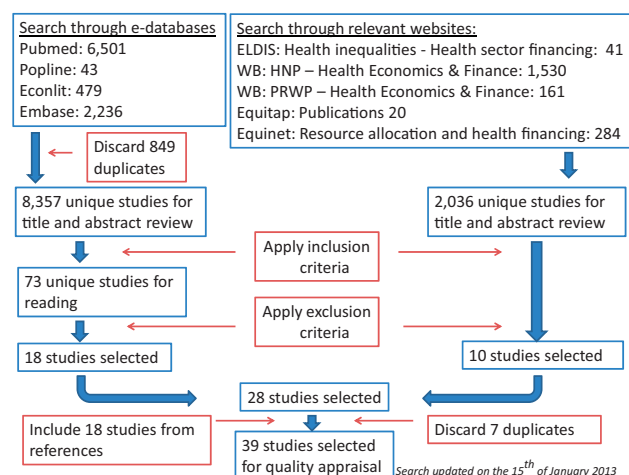 Search through e-databases
Pubmed: 6,501
Popline: 43
Econlit: 479
Embase: 2,236
Search through relevant websites:
ELDIS: Health inequalities - Health sector financing: 41
WB: HNP – Health Economics & Finance: 1,530
WB: PRWP – Health Economics & Finance: 161
Equitap: Publications 20
Equinet: Resource allocation and health financing: 284
Discard 849
duplicates
8,357 unique studies for
title and abstract review
2,036 unique studies for
title and abstract review
Apply inclusion
criteria
73 unique studies for
reading
Apply exclusion
criteria
18 studies selected
10 studies selected
28 studies selected
Include 18 studies from
references
Discard 7 duplicates
39 studies selected
for quality appraisal
Search updated on the 15th of January 2013